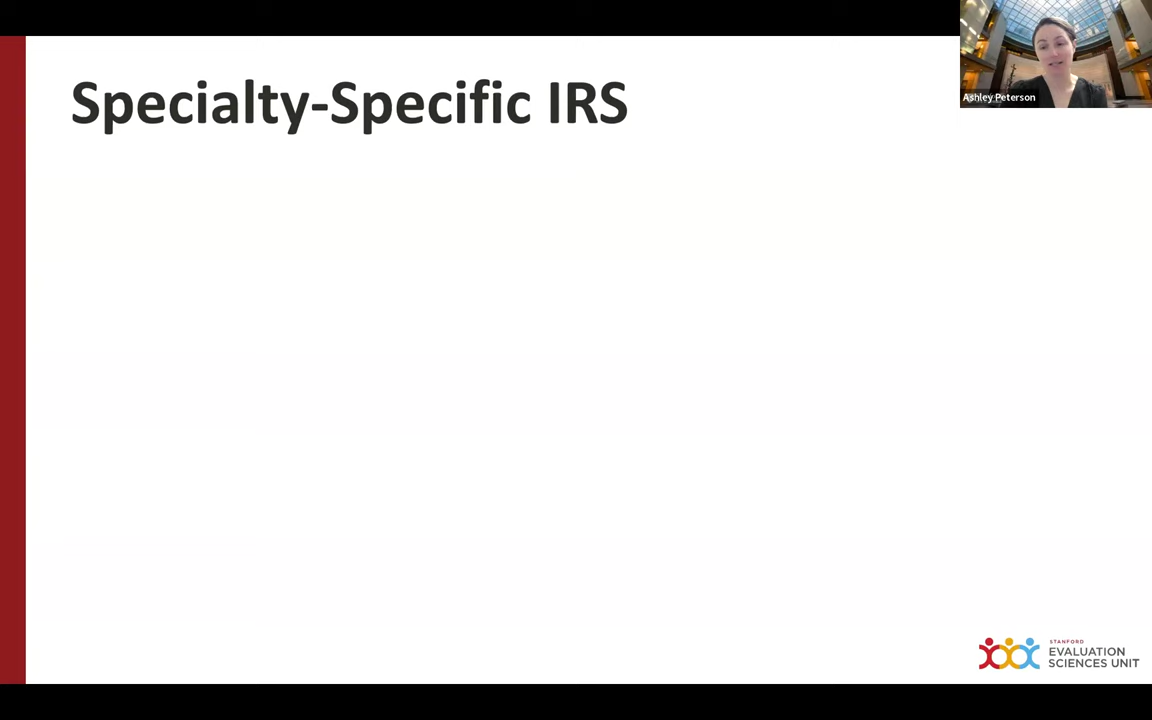 Specialty-Specific IRS
Ashley Peterson
STANFORD
EVALUATION
SCIENCES UNIT